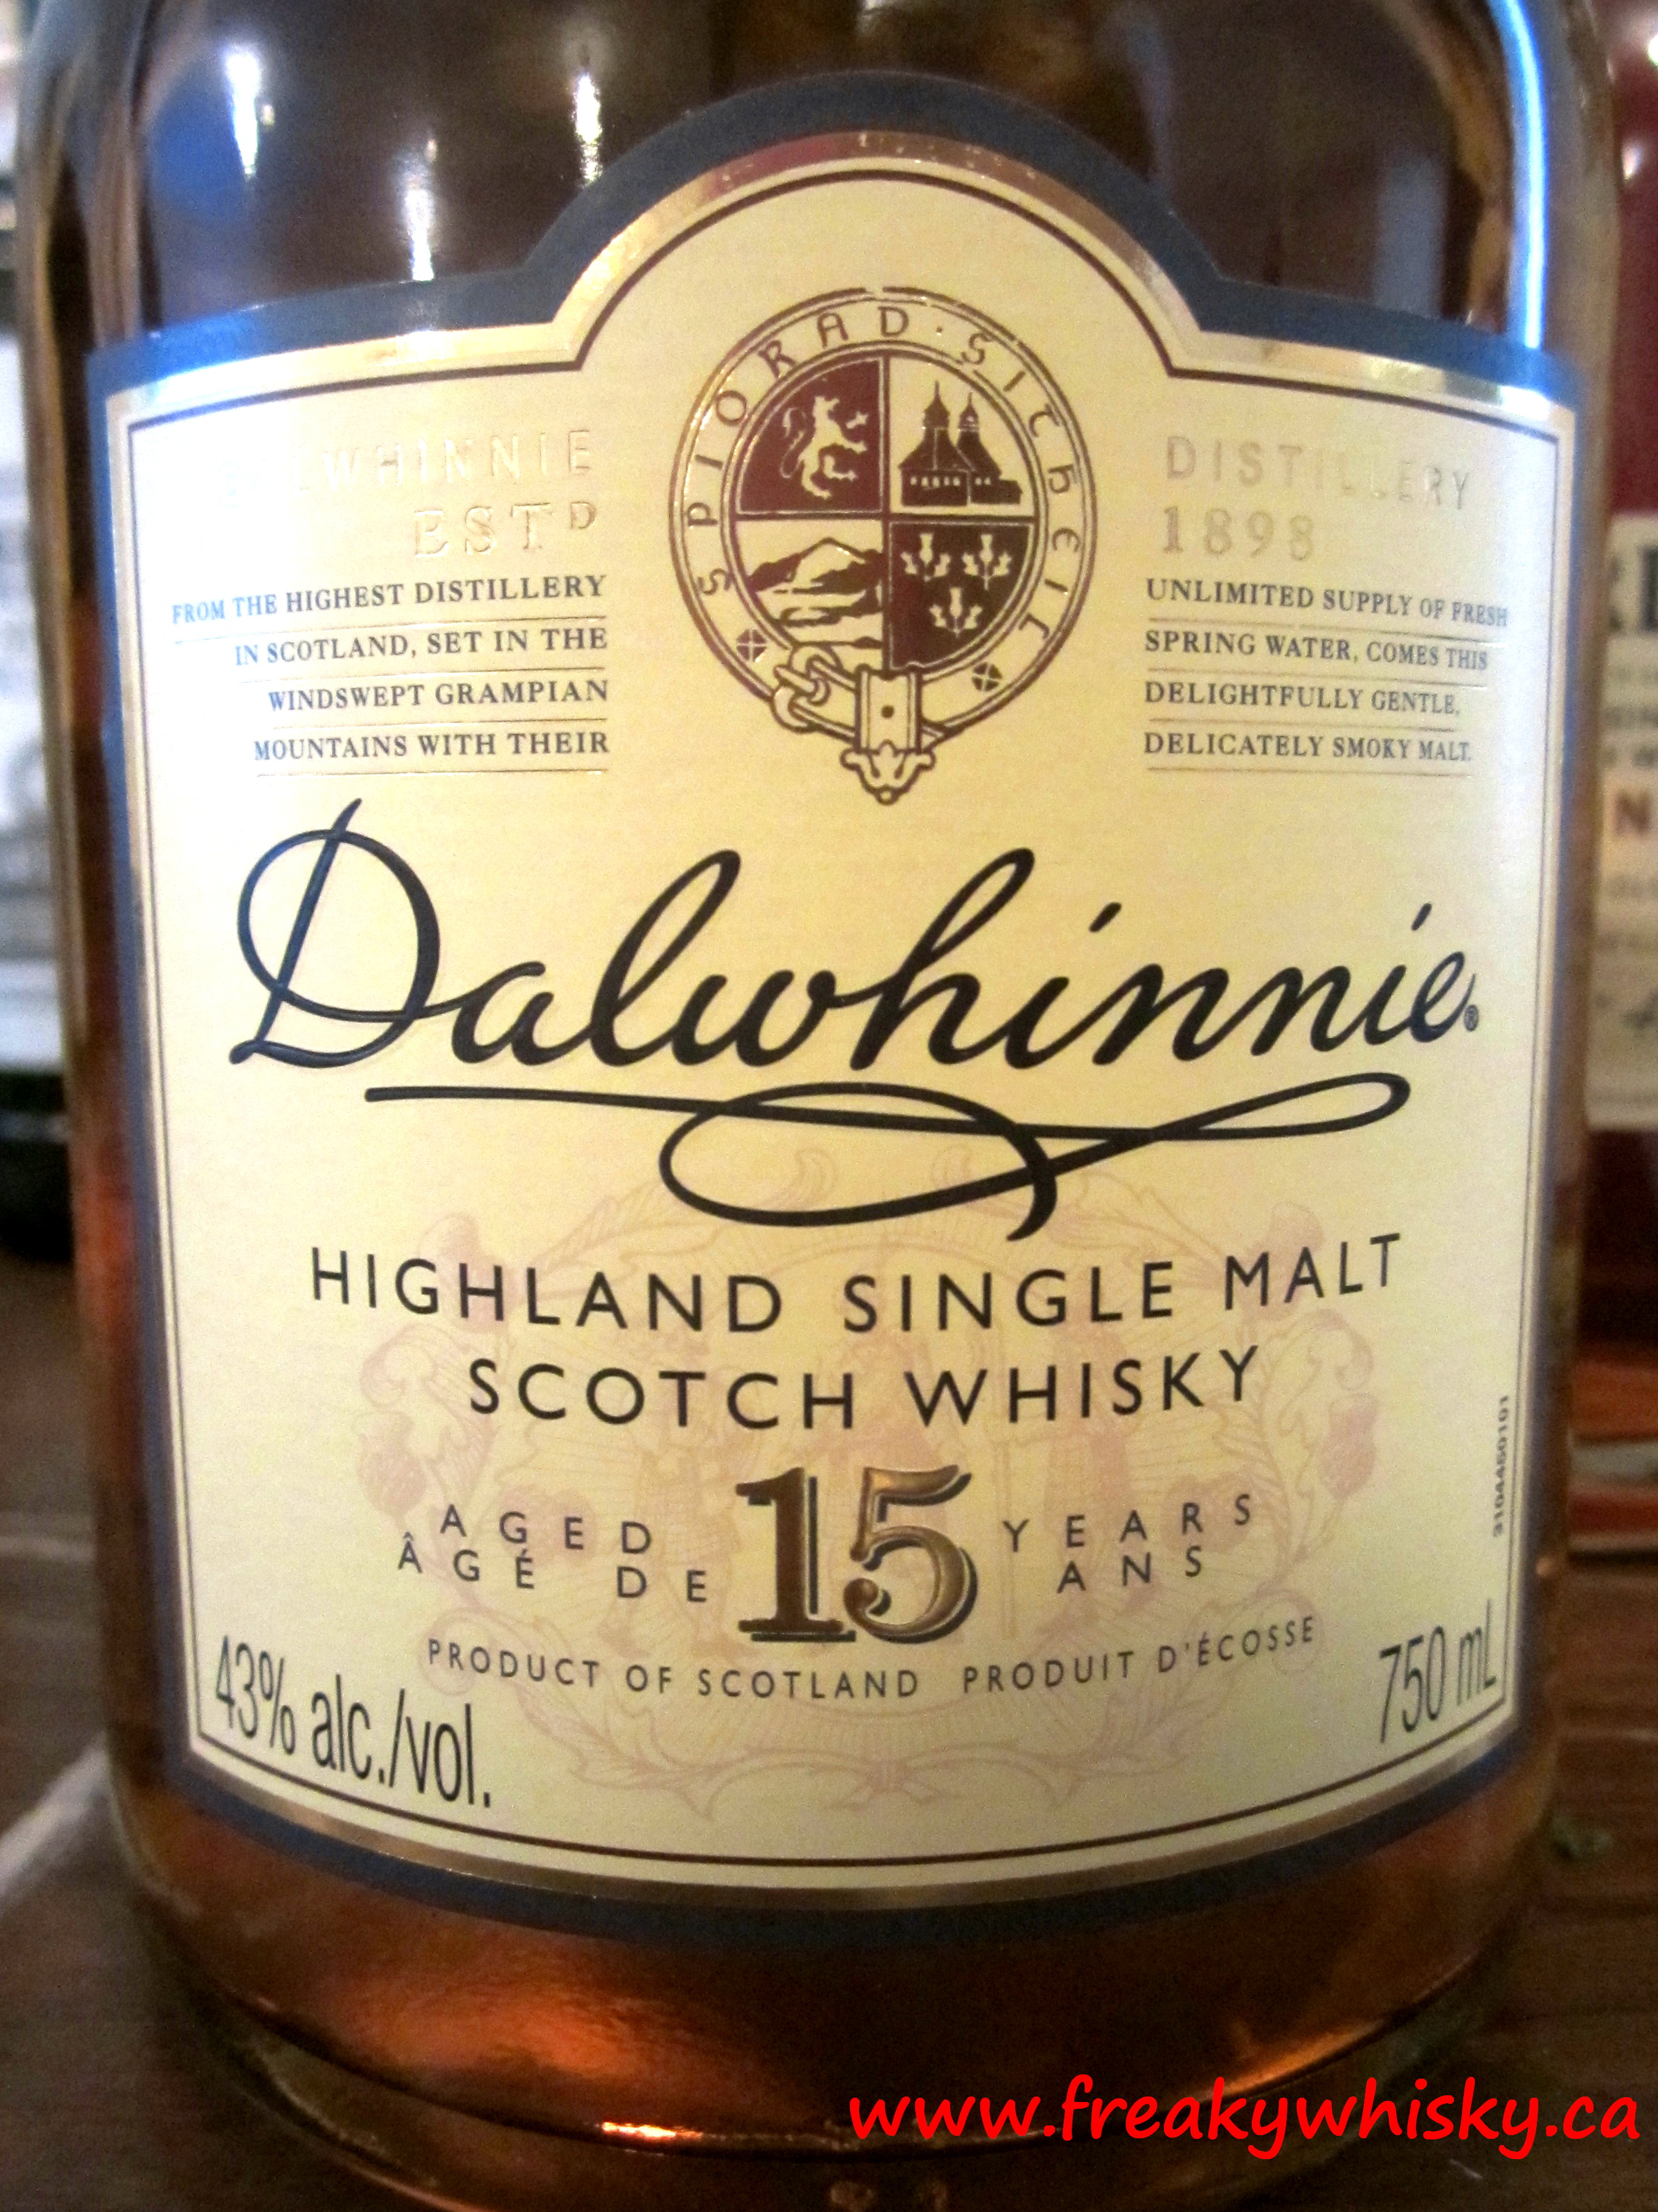 SPIORAD · SITHEIL
DALWHINNIE
ESTD
DISTILLERY
1898
FROM THE HIGHEST DISTILLERY
IN SCOTLAND, SET IN THE
WINDSWEPT GRAMPIAN
MOUNTAINS WITH THEIR
UNLIMITED SUPPLY OF FRESH
SPRING WATER, COMES THIS
DELIGHTFULLY GENTLE,
DELICATELY SMOKY MALT.
Dalwhinnie®
HIGHLAND SINGLE MALT
SCOTCH WHISKY
AGED 15 YEARS
ÂGÉ DE ANS
PRODUCT OF SCOTLAND PRODUIT D'ÉCOSSE
43% alc./vol.
750 mL
www.freakywhisky.ca